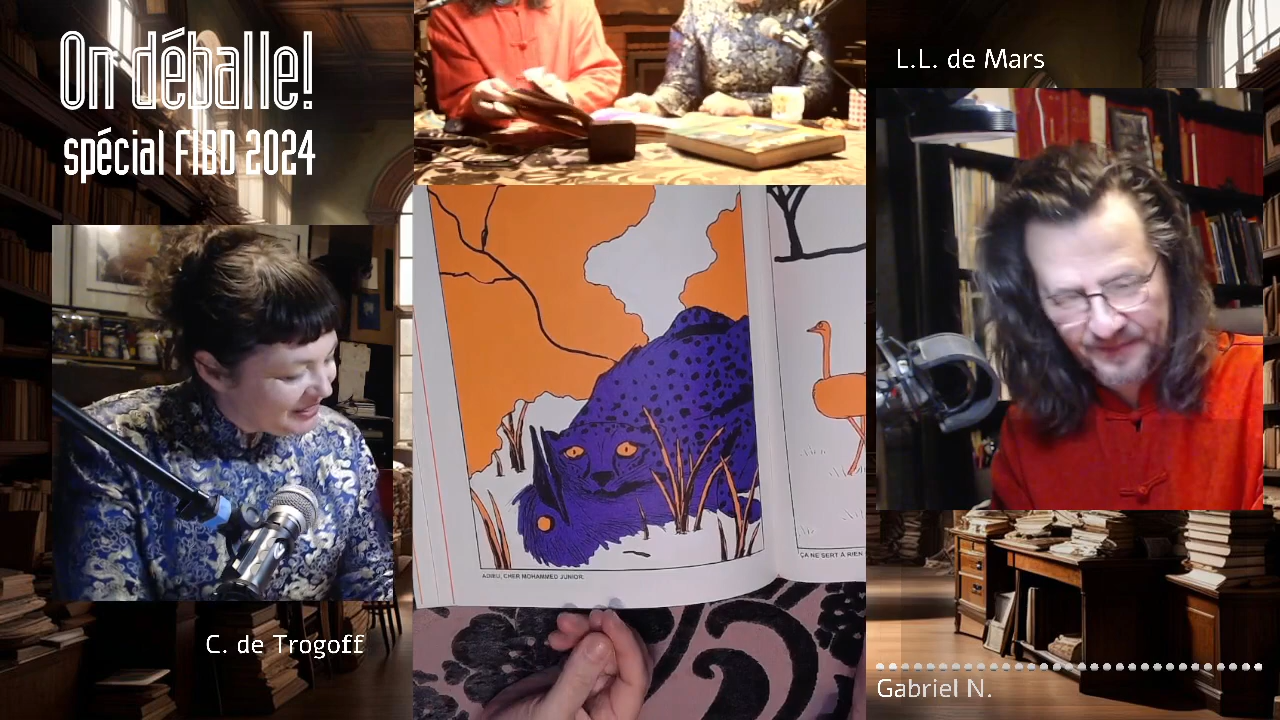 On déballe!
spécial FIBD 2024
L.L. de Mars
ADIEU, CHER MOHAMMED JUNIOR.
ÇA NE SERT À RIEN
C. de Trogoff
Gabriel N.